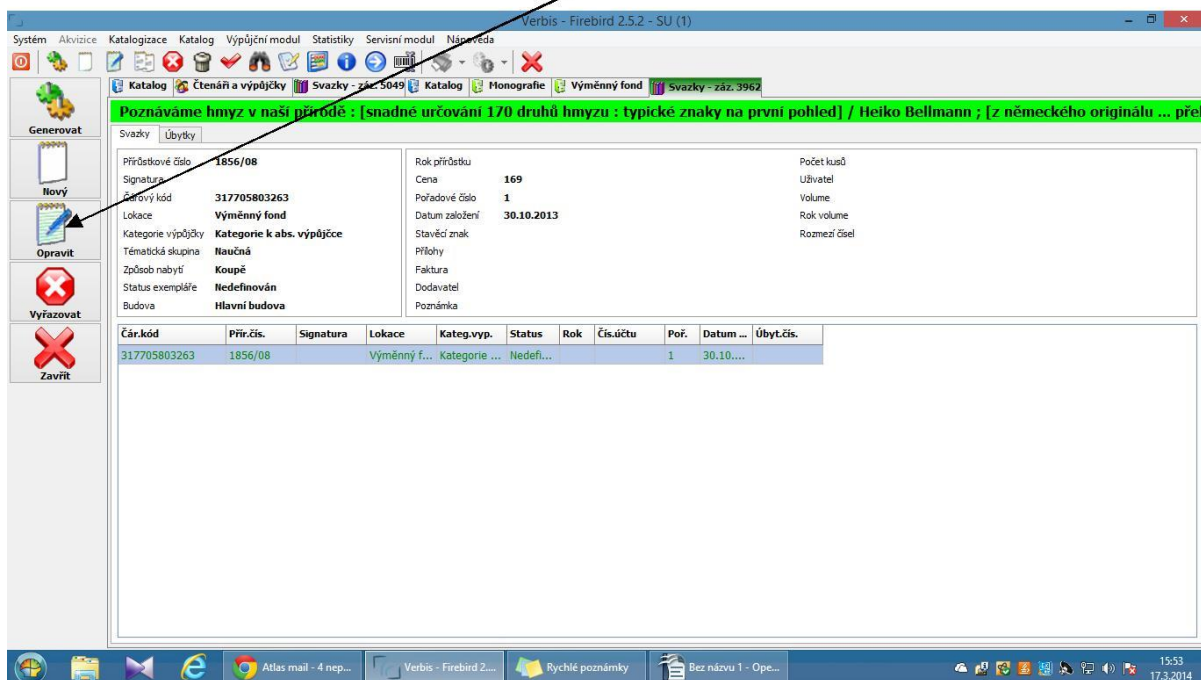 Verbis - Firebird 2.5.2 - SU (1)
Systém Akvizice Katalogizace Katalog Výpůjční modul Statistiky Servisní modul Nápověda
Katalog Čtenáři a výpůjčky Svazky - záz. 5049 Katalog Monografie Výměnný fond Svazky - záz. 3962
Poznáváme hmyz v naší přírodě : [snadné určování 170 druhů hmyzu : typické znaky na první pohled] / Heiko Bellmann ; [z německého originálu ... přel
Generovat
Nový
Opravit
Vyřazovat
Zavřít
Svazky Úbytky
Přírůstkové číslo 1856/08
Signatura
Čárový kód 317705803263
Lokace Výměnný fond
Kategorie výpůjčky Kategorie k abs. výpůjčce
Tématická skupina Naučná
Způsob nabytí Koupě
Status exempláře Nedefinován
Budova Hlavní budova
Rok přírůstku
Cena 169
Pořadové číslo 1
Datum založení 30.10.2013
Stavěcí znak
Přílohy
Faktura
Dodavatel
Poznámka
Počet kusů
Uživatel
Volume
Rok volume
Rozmezí čísel
Čár.kód Přír.čís. Signatura Lokace Kateg.vyp. Status Rok Čís.účtu Poř. Datum ... Úbyt.čís.
317705803263 1856/08 Výměnný f... Kategorie ... Nedefi... 1 30.10....
Atlas mail - 4 nep... Verbis - Firebird 2.... Rychlé poznámky Bez názvu 1 - Ope...
15:53
17.3.2014